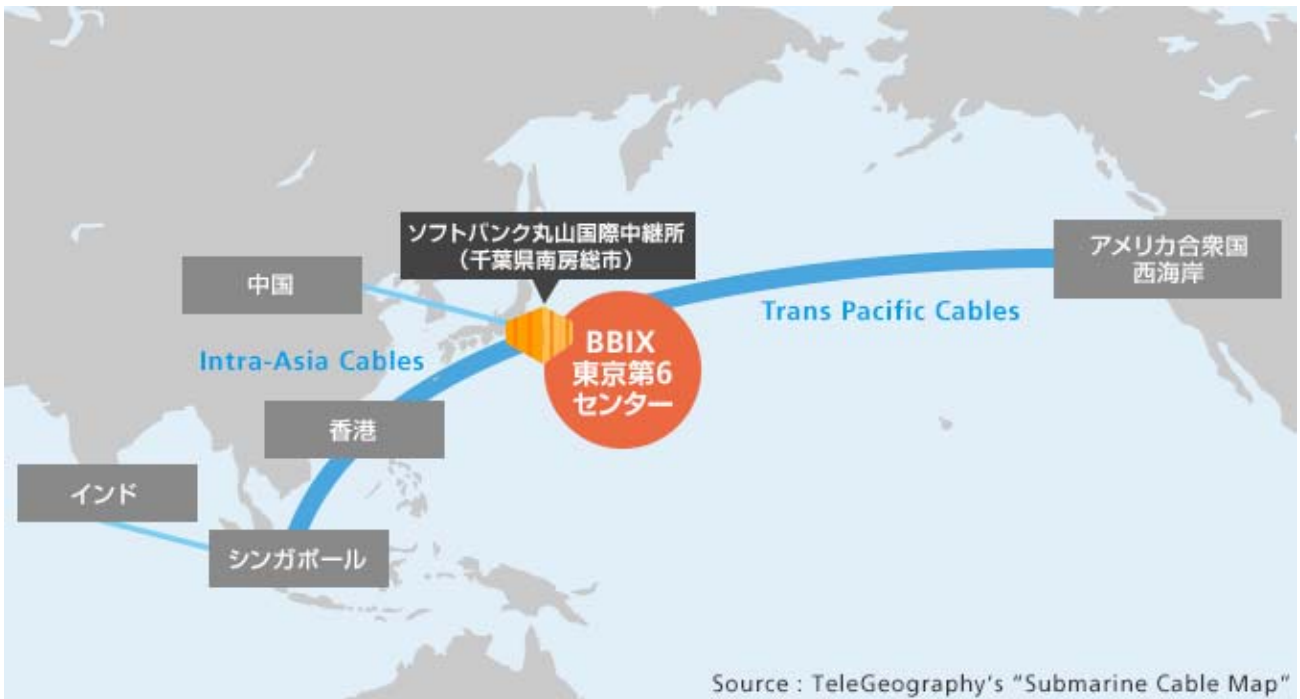 ソフトバンク丸山国際中継所
（千葉県南房総市）
アメリカ合衆国
西海岸
中国
Trans Pacific Cables
BBIX
東京第6
センター
Intra-Asia Cables
香港
インド
シンガポール
Source : TeleGeography's "Submarine Cable Map"